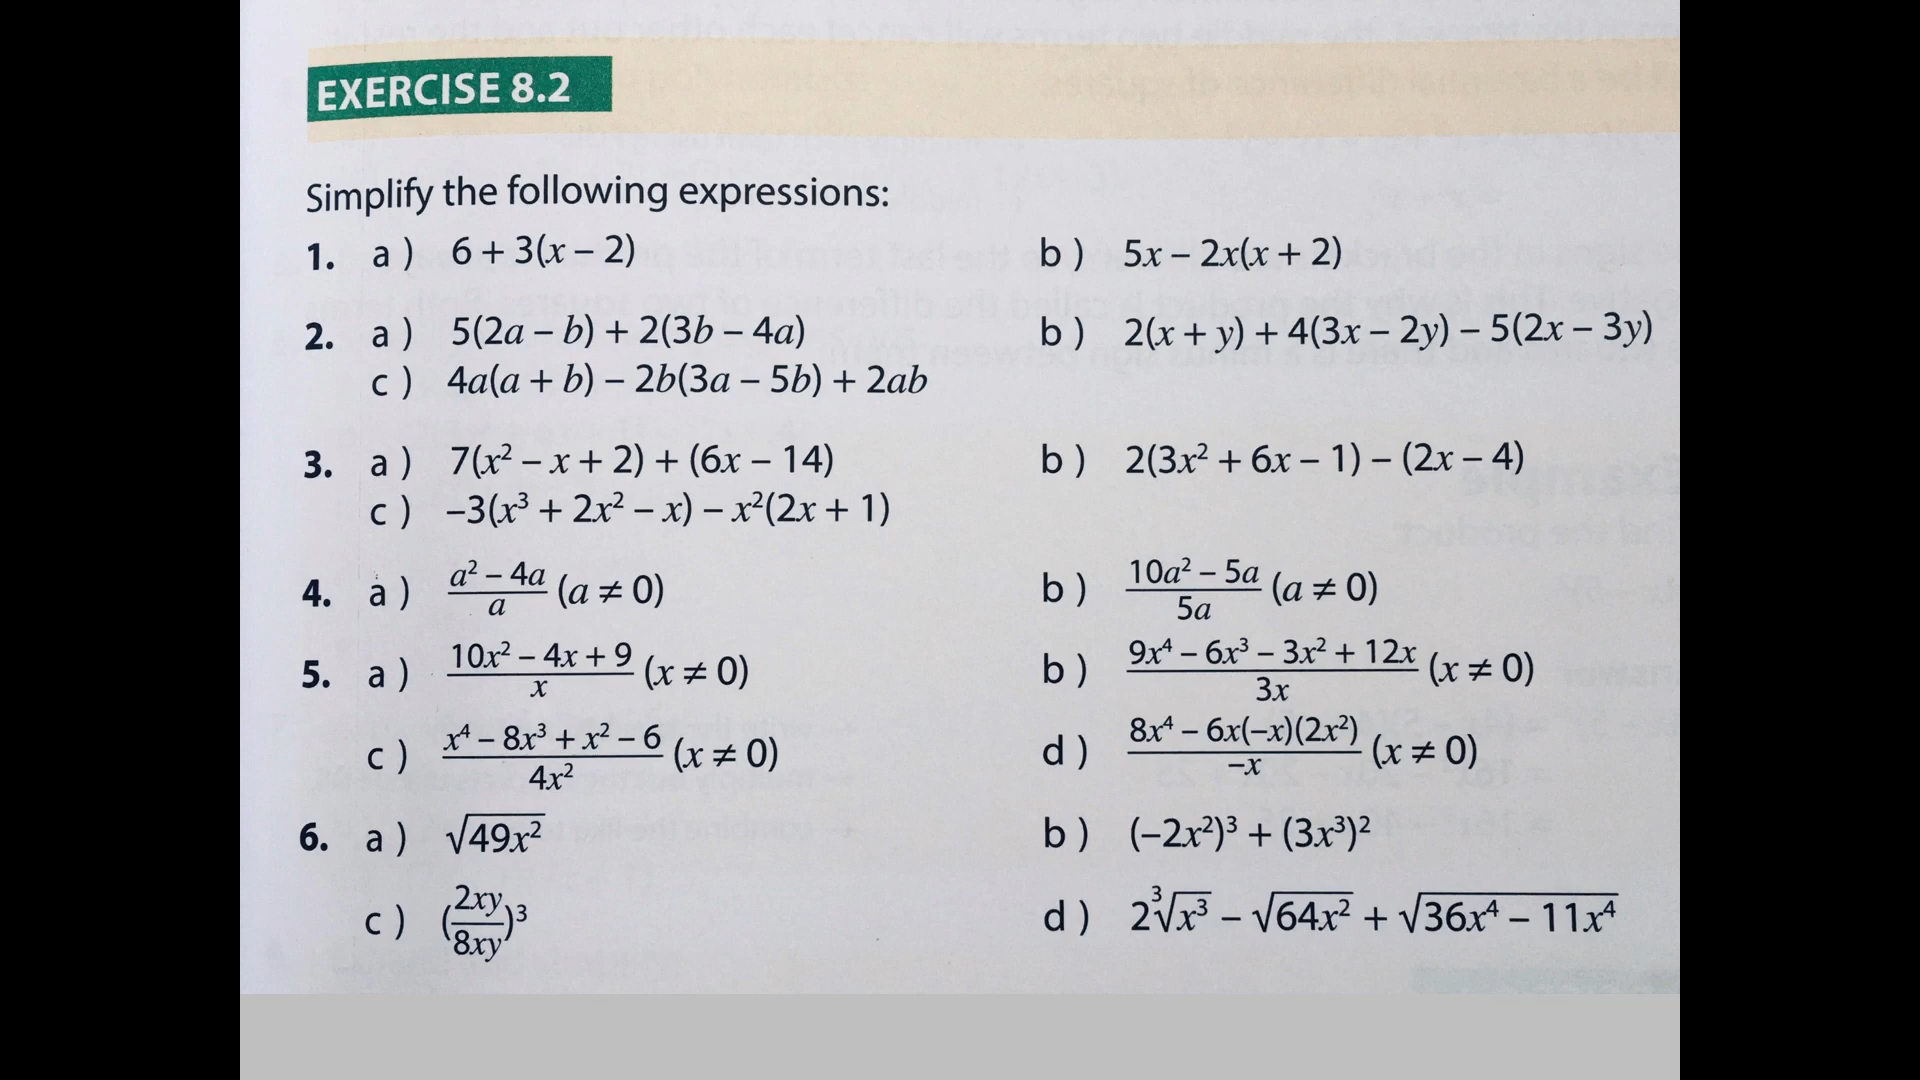 EXERCISE 8.2
Simplify the following expressions:
1. a) 6 + 3(x – 2) b) 5x – 2x(x + 2)
2. a) 5(2a – b) + 2(3b – 4a) b) 2(x + y) + 4(3x – 2y) – 5(2x – 3y)
c) 4a(a + b) – 2b(3a – 5b) + 2ab
3. a) 7(x² – x + 2) + (6x – 14) b) 2(3x² + 6x – 1) – (2x – 4)
c) –3(x³ + 2x² – x) – x²(2x + 1)
4. a) (a² – 4a)/a (a ≠ 0) b) (10a² – 5a)/5a (a ≠ 0)
5. a) (10x² – 4x + 9)/x (x ≠ 0) b) (9x⁴ – 6x³ – 3x² + 12x)/3x (x ≠ 0)
c) (x⁴ – 8x³ + x² – 6)/4x² (x ≠ 0) d) (8x⁴ – 6x(–x)(2x²))/–x (x ≠ 0)
6. a) √(49x²) b) (–2x²)³ + (3x³)²
c) (2xy/8xy)³ d) 2∛(x³) – √(64x²) + √(36x⁴ – 11x⁴)